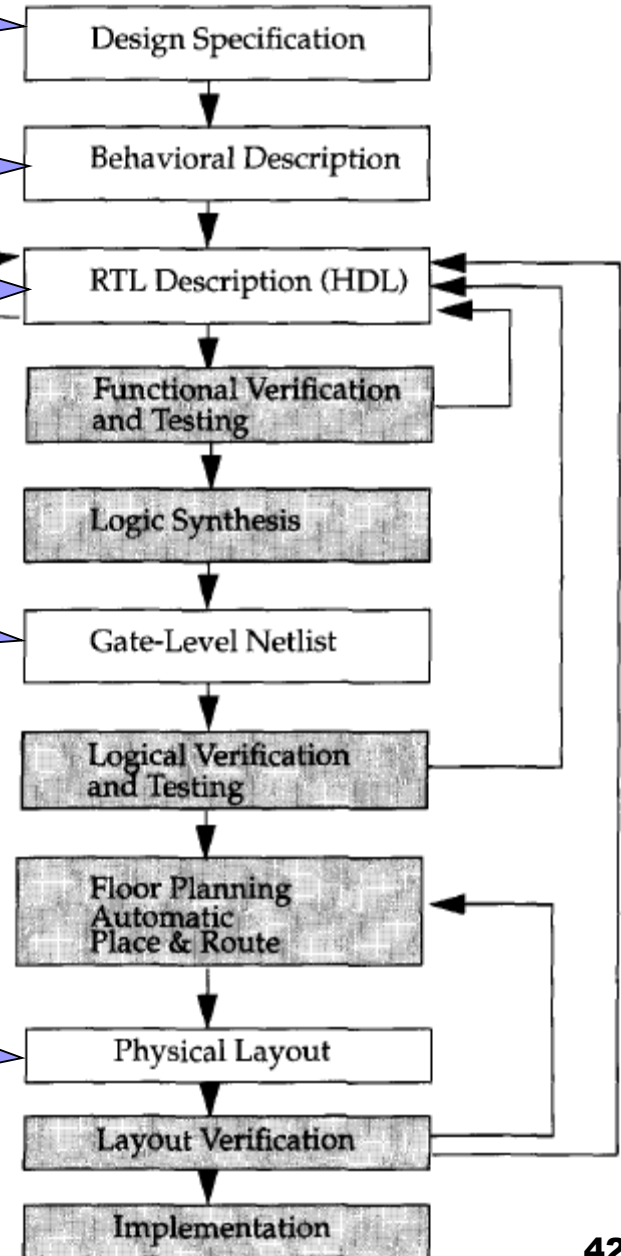 Design Specification
Behavioral Description
RTL Description (HDL)
Functional Verification
and Testing
Logic Synthesis
Gate-Level Netlist
Logical Verification
and Testing
Floor Planning
Automatic
Place & Route
Physical Layout
Layout Verification
Implementation
42